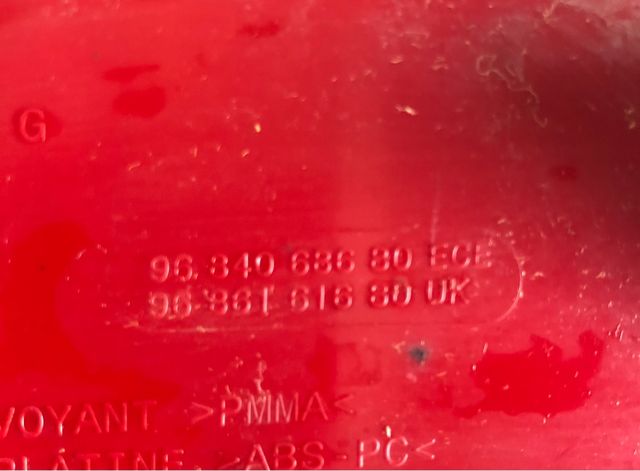 G
96 840 686 80 ECE
96 861 616 80 UK
VOYANT >PMMA<
PLATINE >ABS-PC<